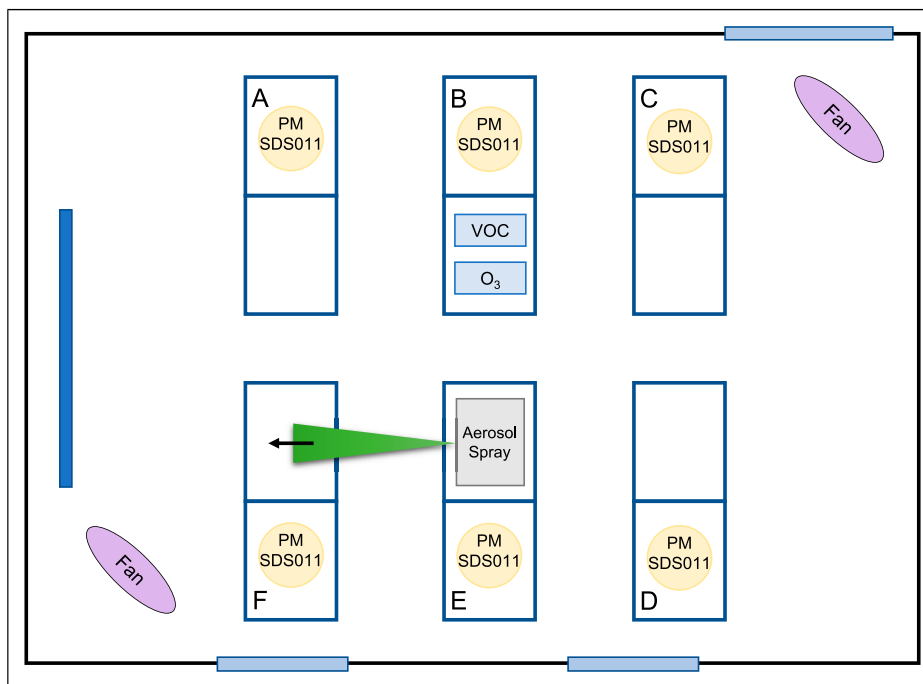 A
PM
SDS011
B
PM
SDS011
C
PM
SDS011
Fan
VOC
O₃
Aerosol
Spray
Fan
PM
SDS011
F
PM
SDS011
E
PM
SDS011
D